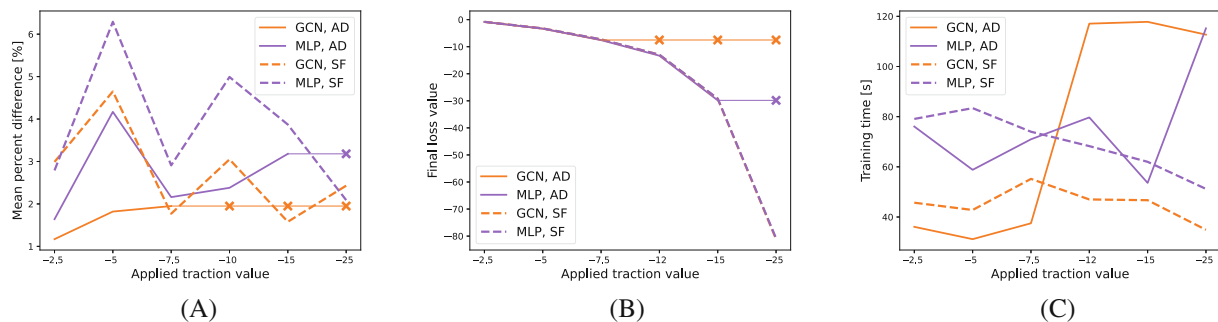 Mean percent difference [%]
6
5
4
3
2
1
GCN, AD
MLP, AD
GCN, SF
MLP, SF
−2,5 −5 −7,5 −10 −15 −25
Applied traction value
(A)
Final loss value
0
−10
−20
−30
−40
−50
−60
−70
−80
GCN, AD
MLP, AD
GCN, SF
MLP, SF
−2,5 −5 −7,5 −12 −15 −25
Applied traction value
(B)
Training time [s]
120
100
80
60
40
GCN, AD
MLP, AD
GCN, SF
MLP, SF
−2,5 −5 −7,5 −12 −15 −25
Applied traction value
(C)